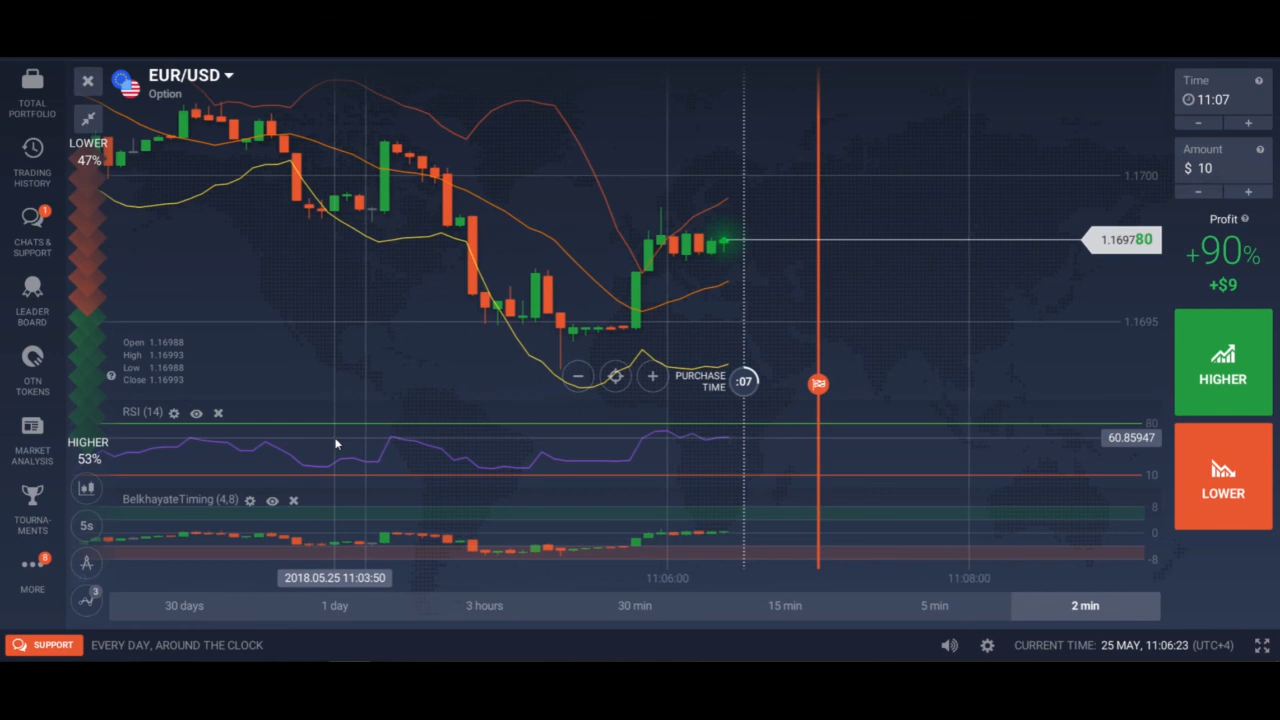 TOTAL
PORTFOLIO
TRADING
HISTORY
1
CHATS &
SUPPORT
LEADER
BOARD
OTN
TOKENS
MARKET
ANALYSIS
TOURNA-
MENTS
8
MORE
EUR/USD
Option
LOWER
47%
HIGHER
53%
5s
3
Open 1.16988
High 1.16993
Low 1.16988
Close 1.16993
RSI (14)
BelkhayateTiming (4,8)
PURCHASE
TIME
:07
1.1700
1.169780
1.1695
80
60.85947
10
8
0
-8
2018.05.25 11:03:50
11:06:00
11:08:00
30 days
1 day
3 hours
30 min
15 min
5 min
2 min
Time
11:07
- +
Amount
$ 10
- +
Profit
+90%
+$9
HIGHER
LOWER
SUPPORT
EVERY DAY, AROUND THE CLOCK
CURRENT TIME: 25 MAY, 11:06:23 (UTC+4)